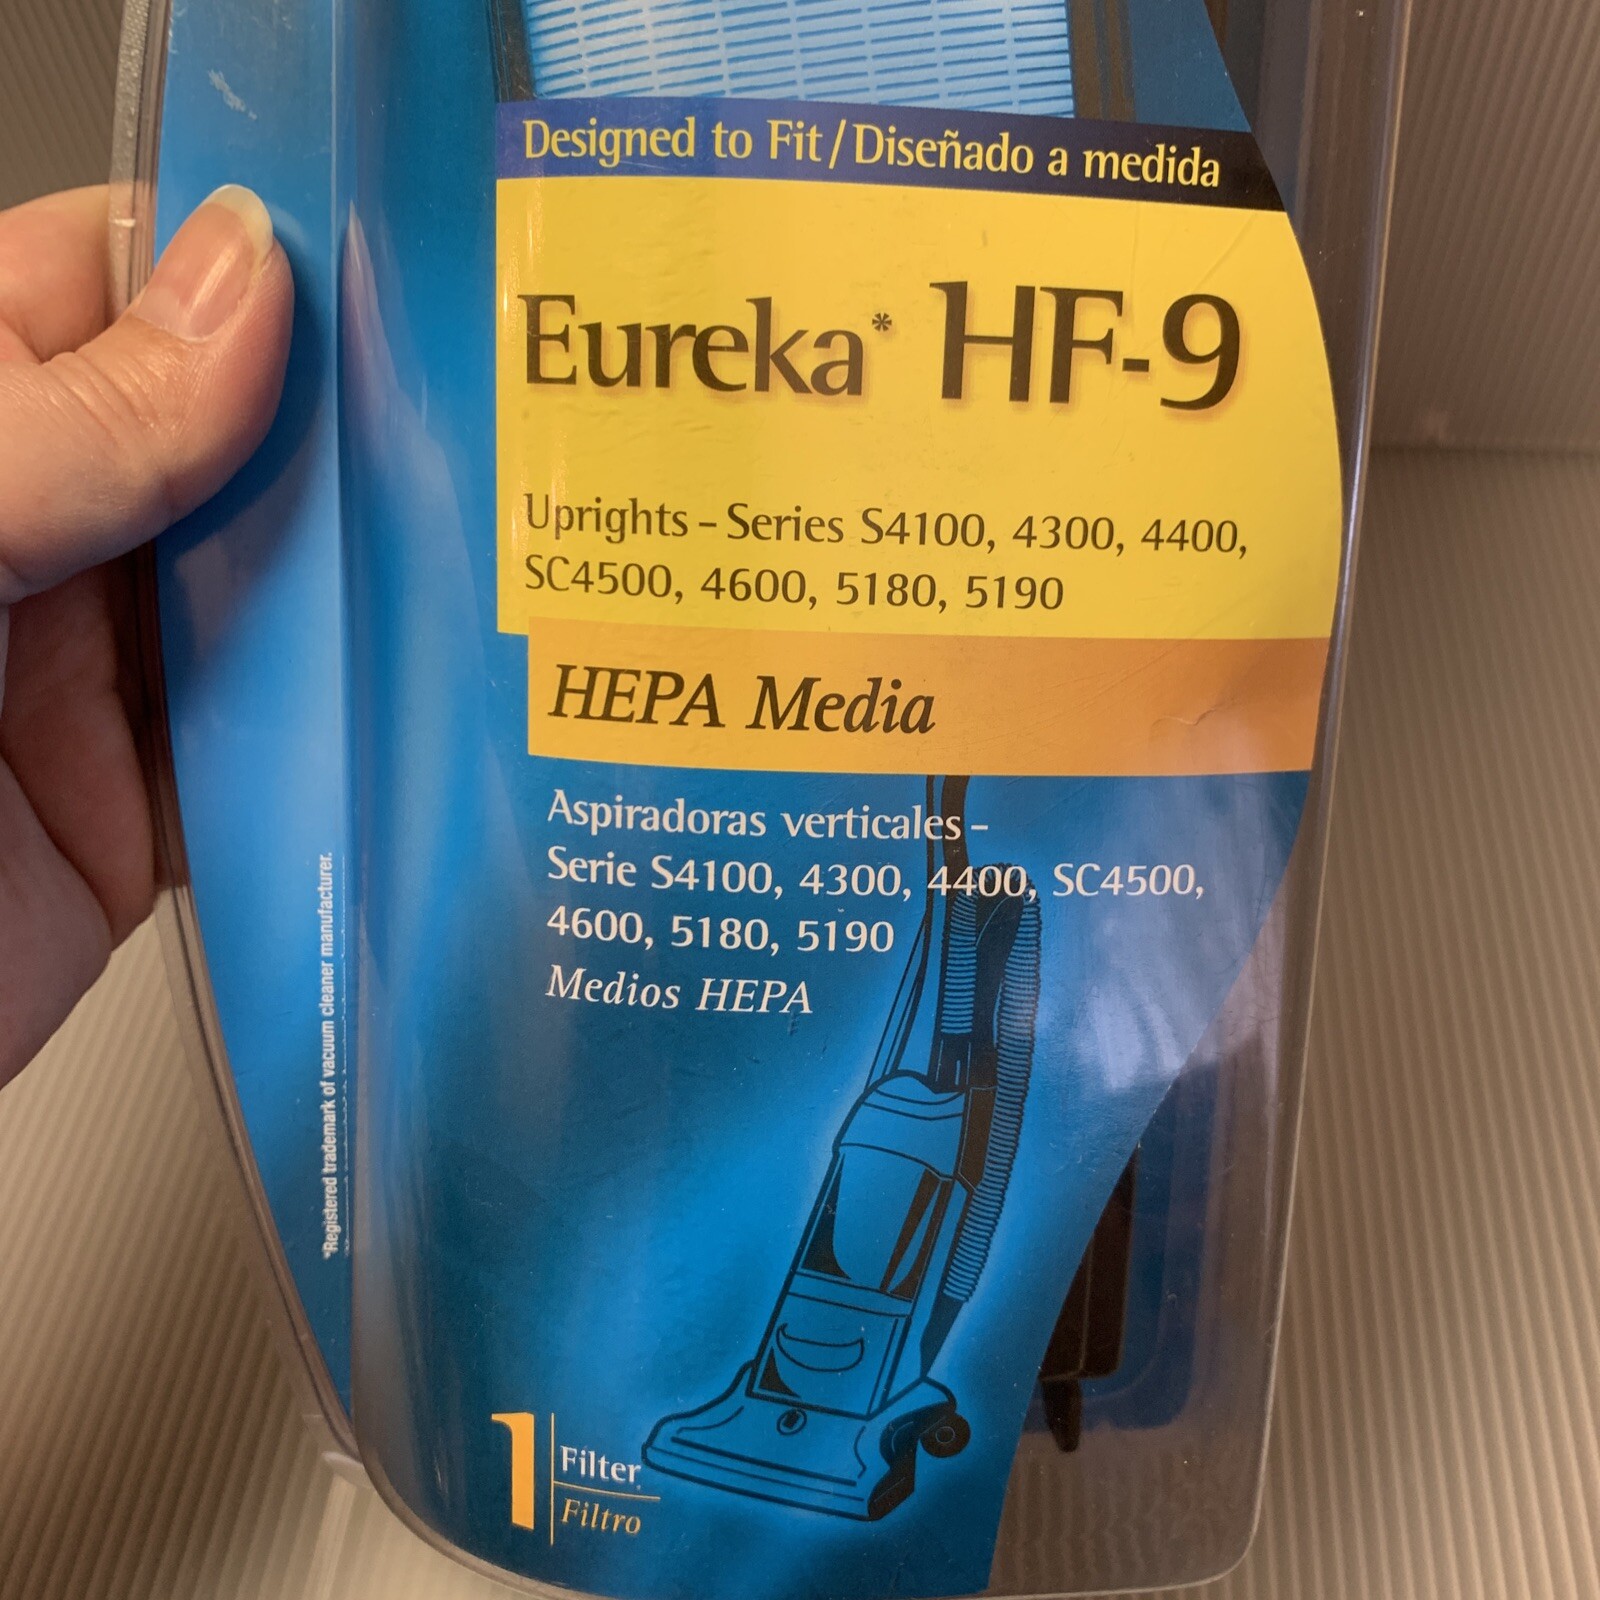 Designed to Fit / Diseñado a medida
Eureka* HF-9
Uprights – Series S4100, 4300, 4400,
SC4500, 4600, 5180, 5190
HEPA Media
Aspiradoras verticales –
Serie S4100, 4300, 4400, SC4500,
4600, 5180, 5190
Medios HEPA
*Registered trademark of vacuum cleaner manufacturer.
1 Filter
Filtro